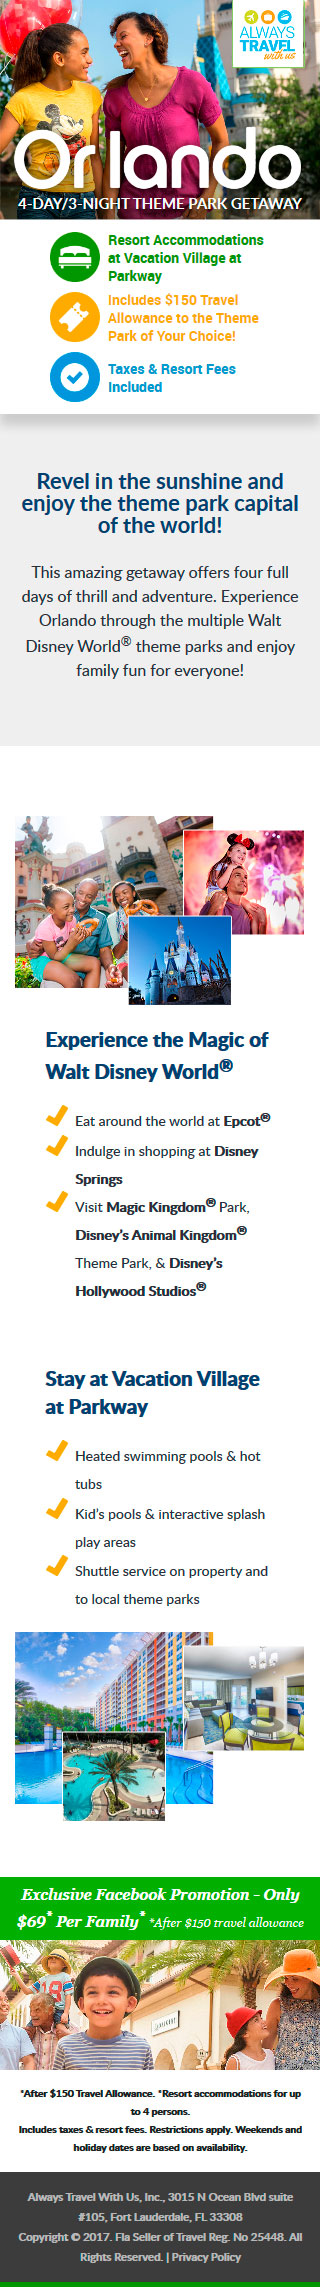 ALWAYS
TRAVEL
with us
Orlando
4-DAY/3-NIGHT THEME PARK GETAWAY
Resort Accommodations
at Vacation Village at
Parkway
Includes $150 Travel
Allowance to the Theme
Park of Your Choice!
Taxes & Resort Fees
Included
Revel in the sunshine and
enjoy the theme park capital
of the world!
This amazing getaway offers four full
days of thrill and adventure. Experience
Orlando through the multiple Walt
Disney World® theme parks and enjoy
family fun for everyone!
Experience the Magic of
Walt Disney World®
Eat around the world at Epcot®
Indulge in shopping at Disney
Springs
Visit Magic Kingdom® Park,
Disney's Animal Kingdom®
Theme Park, & Disney's
Hollywood Studios®
Stay at Vacation Village
at Parkway
Heated swimming pools & hot
tubs
Kid's pools & interactive splash
play areas
Shuttle service on property and
to local theme parks
Exclusive Facebook Promotion - Only
$69* Per Family* *After $150 travel allowance
18
*After $150 Travel Allowance. *Resort accommodations for up
to 4 persons.
Includes taxes & resort fees. Restrictions apply. Weekends and
holiday dates are based on availability.
Always Travel With Us, Inc., 3015 N Ocean Blvd suite
#105, Fort Lauderdale, FL 33308
Copyright © 2017. Fla Seller of Travel Reg. No 25448. All
Rights Reserved. | Privacy Policy